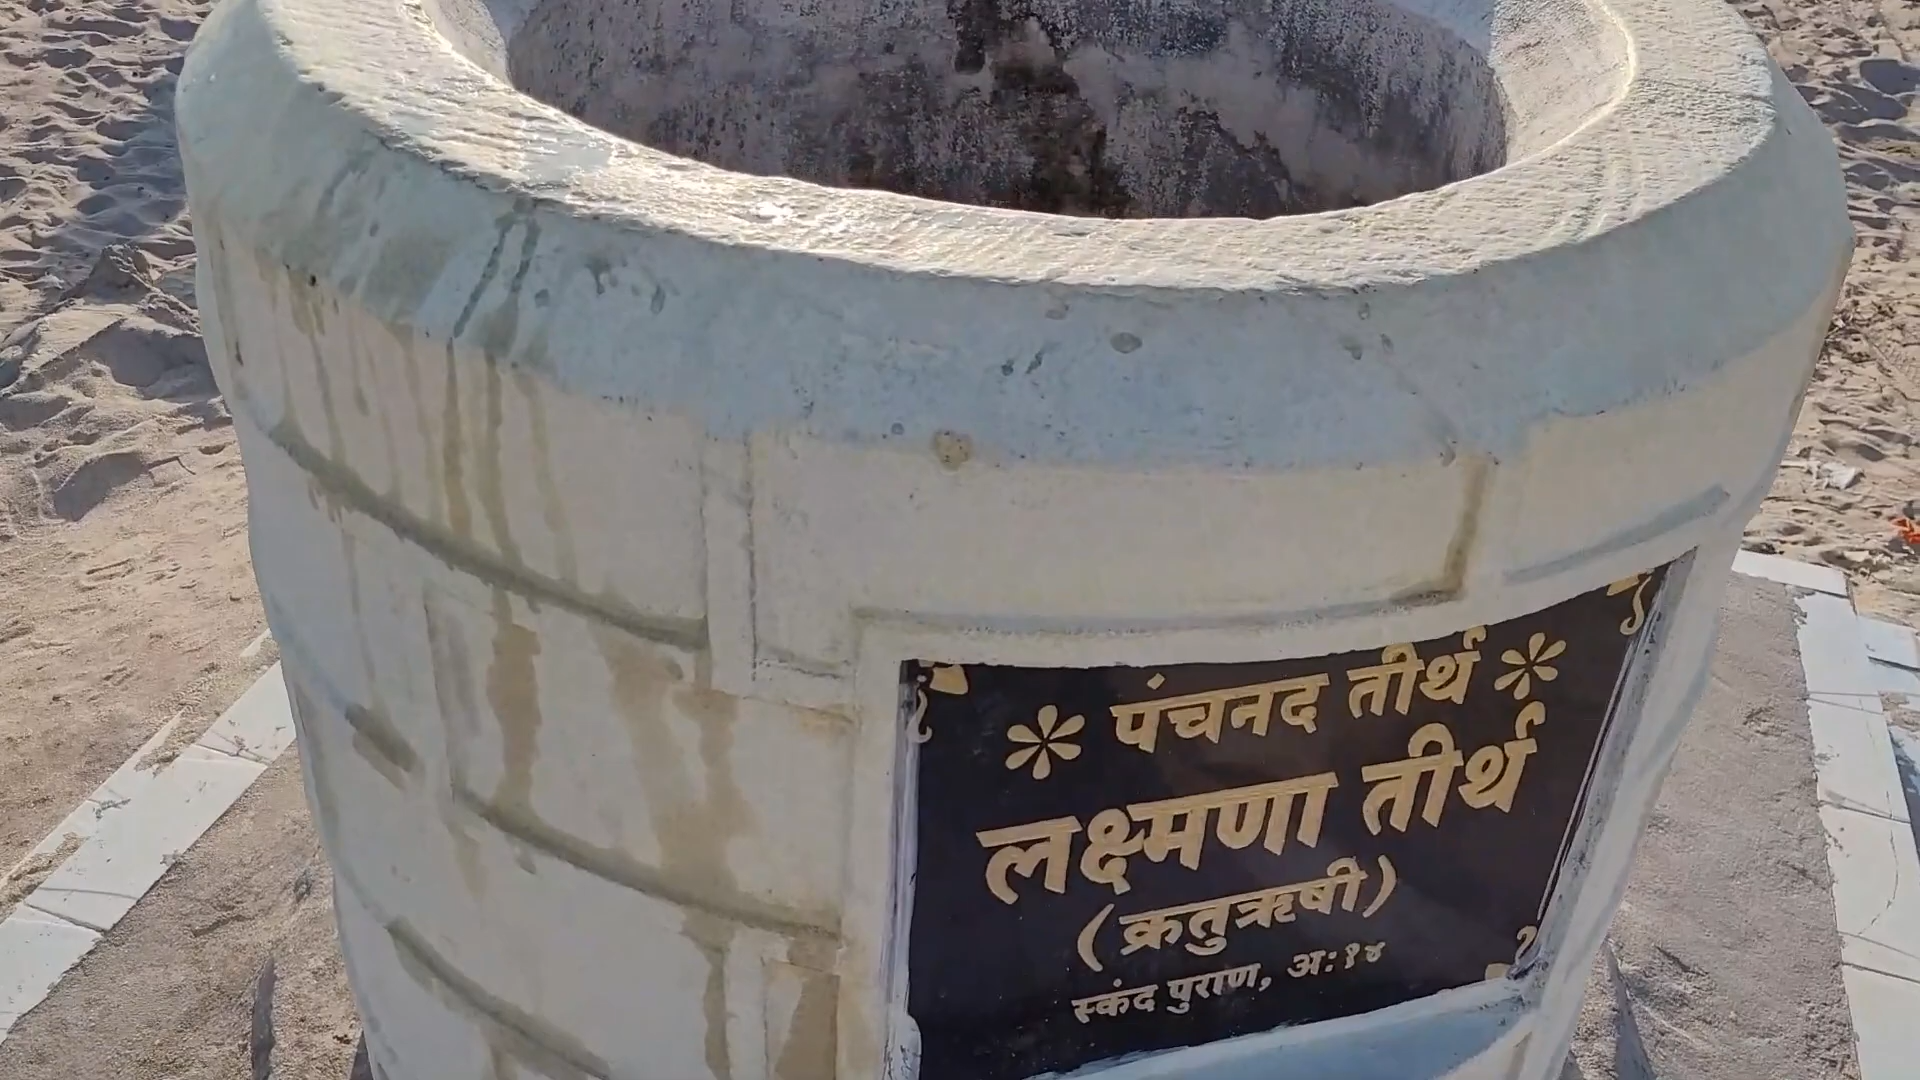 पंचनद तीर्थ
लक्ष्मणा तीर्थ
(क्रतुऋषी)
स्कंद पुराण, अ:१४